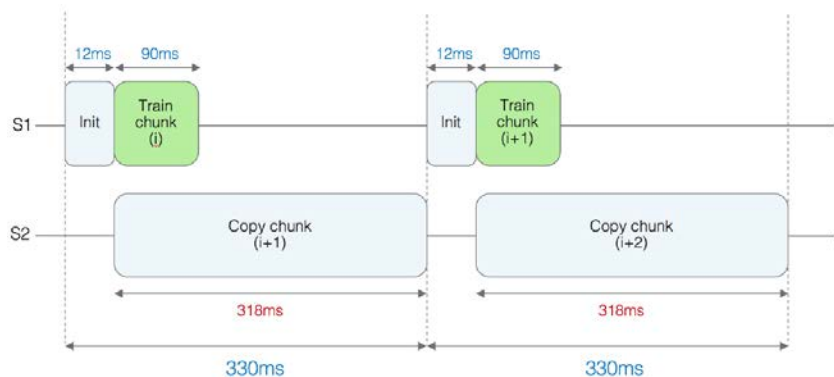 12ms
90ms
12ms
90ms
S1
Init
Train
chunk
(i)
Init
Train
chunk
(i+1)
S2
Copy chunk
(i+1)
Copy chunk
(i+2)
318ms
318ms
330ms
330ms